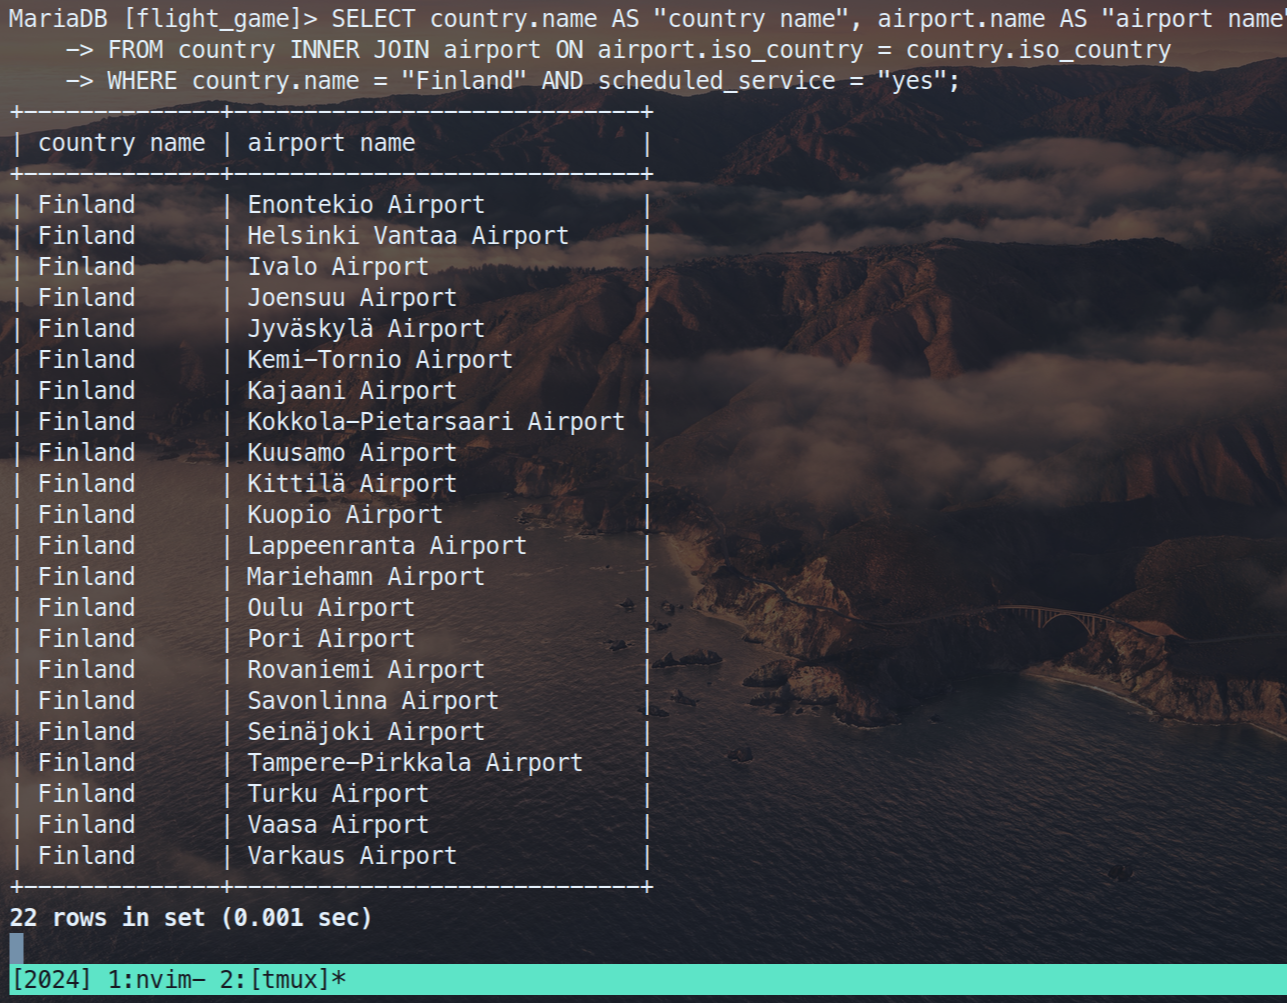 MariaDB [flight_game]> SELECT country.name AS "country name", airport.name AS "airport name"
    -> FROM country INNER JOIN airport ON airport.iso_country = country.iso_country
    -> WHERE country.name = "Finland" AND scheduled_service = "yes";
+--------------+-----------------------------+
| country name | airport name                |
+--------------+-----------------------------+
| Finland      | Enontekio Airport           |
| Finland      | Helsinki Vantaa Airport     |
| Finland      | Ivalo Airport               |
| Finland      | Joensuu Airport             |
| Finland      | Jyväskylä Airport           |
| Finland      | Kemi-Tornio Airport         |
| Finland      | Kajaani Airport             |
| Finland      | Kokkola-Pietarsaari Airport |
| Finland      | Kuusamo Airport             |
| Finland      | Kittilä Airport             |
| Finland      | Kuopio Airport              |
| Finland      | Lappeenranta Airport        |
| Finland      | Mariehamn Airport           |
| Finland      | Oulu Airport                |
| Finland      | Pori Airport                |
| Finland      | Rovaniemi Airport           |
| Finland      | Savonlinna Airport          |
| Finland      | Seinäjoki Airport           |
| Finland      | Tampere-Pirkkala Airport    |
| Finland      | Turku Airport               |
| Finland      | Vaasa Airport               |
| Finland      | Varkaus Airport             |
+--------------+-----------------------------+
22 rows in set (0.001 sec)
[2024] 1:nvim- 2:[tmux]*